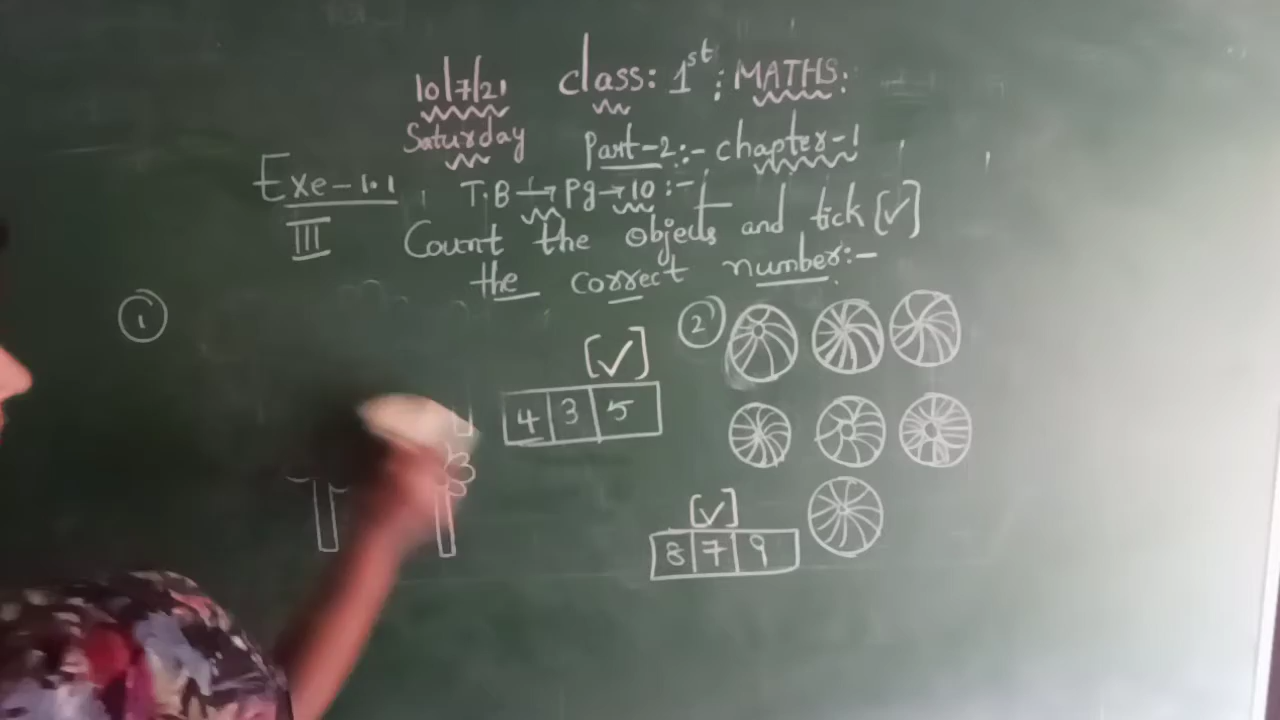 10/7/21 class: 1st : MATHS:
Saturday Part-2:- chapter-1
Exe-1.1 T.B → Pg → 10:-
III Count the objects and tick [✓]
the correct number:-
1
[✓]
4 3 5
2
[✓]
8 7 9